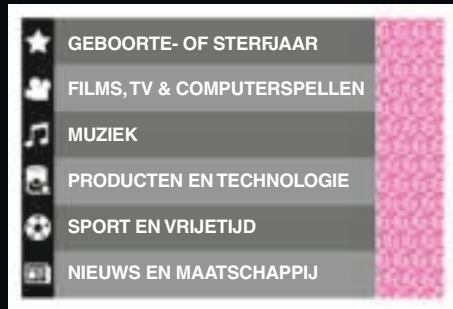 GEBOORTE- OF STERFJAAR
FILMS, TV & COMPUTERSPELLEN
MUZIEK
PRODUCTEN EN TECHNOLOGIE
SPORT EN VRIJETIJD
NIEUWS EN MAATSCHAPPIJ